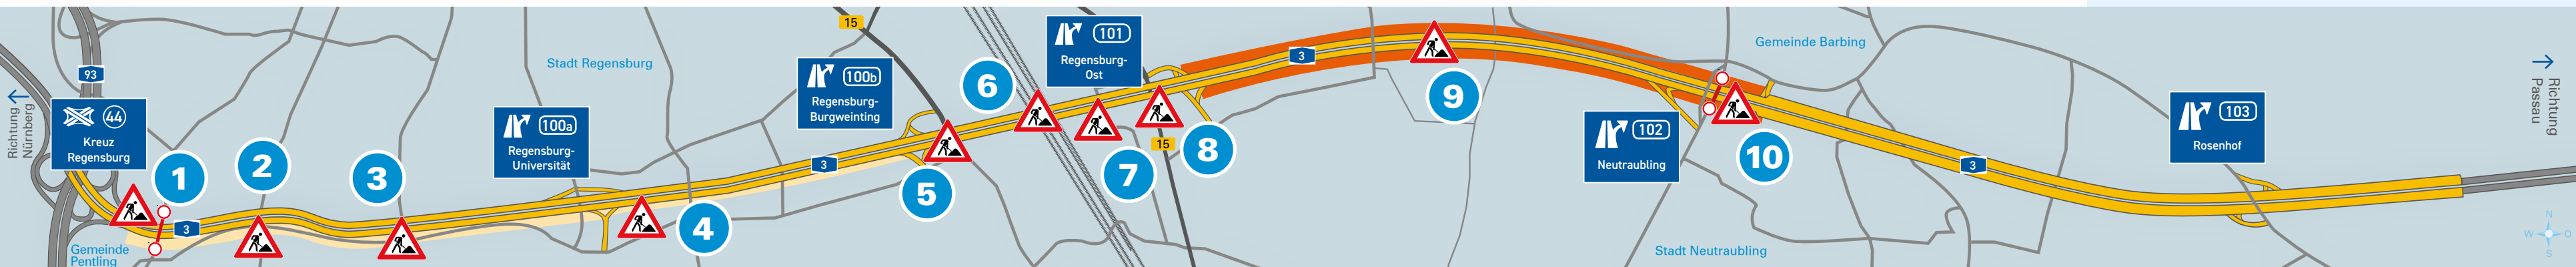 93
Richtung
Nürnberg
44
Kreuz
Regensburg
1
3
Gemeinde
Pentling
2
3
Stadt Regensburg
100a
Regensburg-
Universität
4
15
100b
Regensburg-
Burgweinting
3
5
6
101
Regensburg-
Ost
7
15
8
3
9
Gemeinde Barbing
102
Neutraubling
10
Stadt Neutraubling
3
103
Rosenhof
Richtung
Passau
N
W
O
S